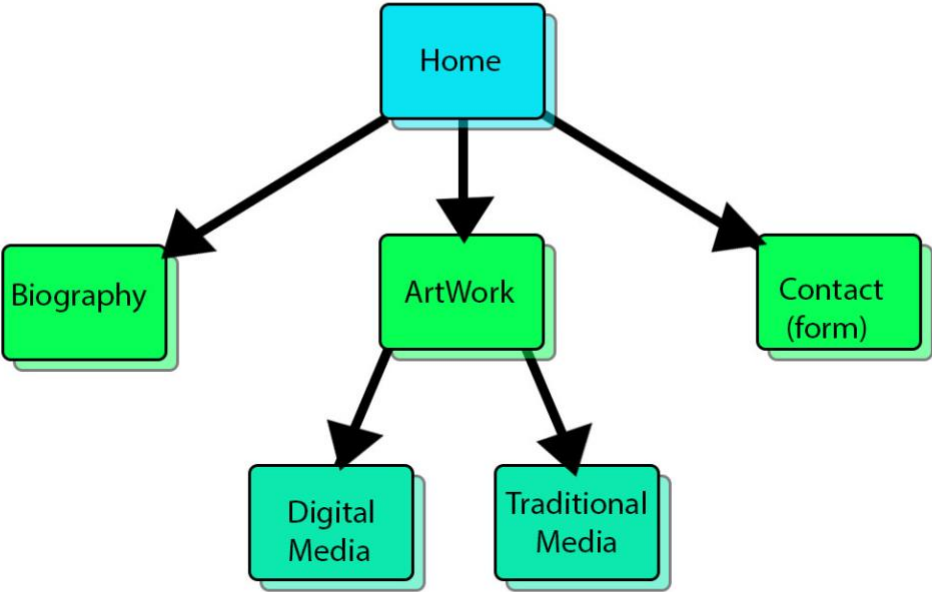 Home
Biography
ArtWork
Contact
(form)
Digital
Media
Traditional
Media